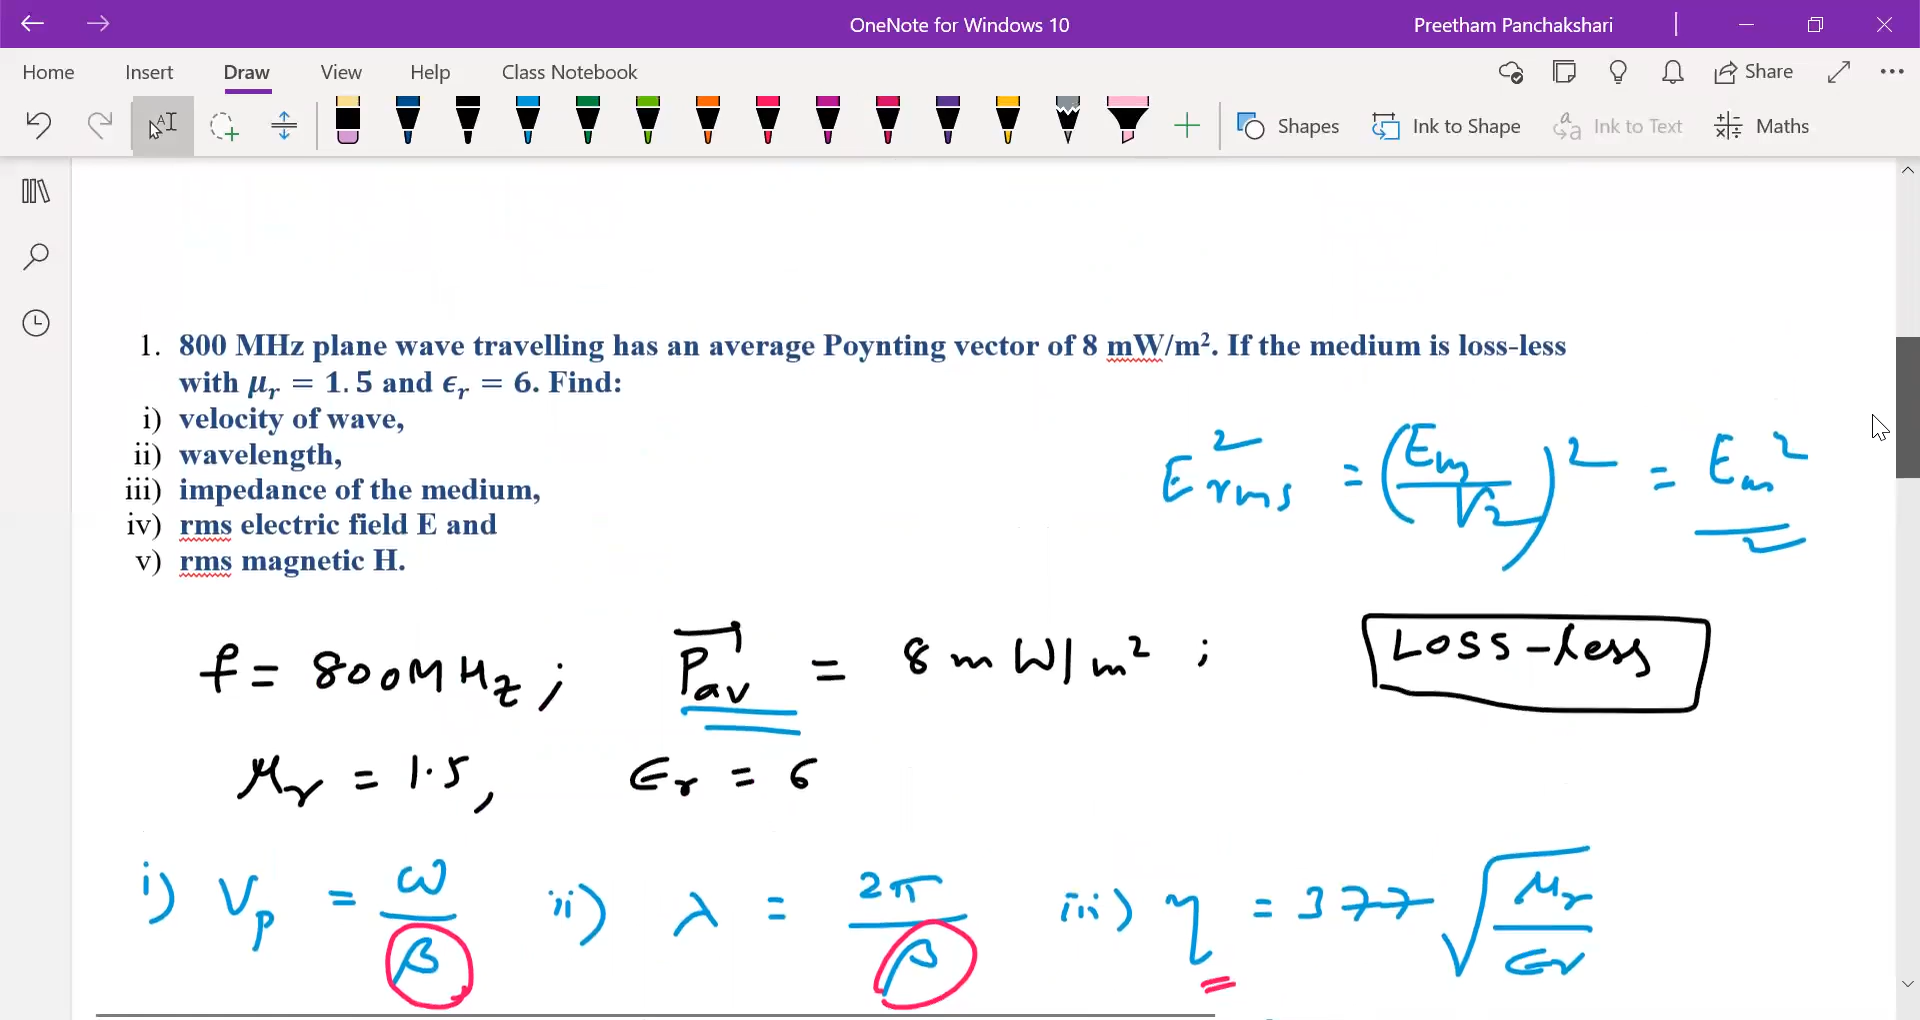 OneNote for Windows 10
Preetham Panchakshari
Home Insert Draw View Help Class Notebook Share
Shapes Ink to Shape Ink to Text Maths
1. 800 MHz plane wave travelling has an average Poynting vector of 8 mW/m². If the medium is loss-less
with μᵣ = 1.5 and ϵᵣ = 6. Find:
i) velocity of wave,
ii) wavelength,
iii) impedance of the medium,
iv) rms electric field E and
v) rms magnetic H.
E²rms = (Em/√2)² = Em²/2
f = 800MHz ; Pav = 8 mW/m² ; Loss-less
μr = 1.5, ϵr = 6
i) Vp = ω/β ii) λ = 2π/β iii) η = 377 √(μr/ϵr)